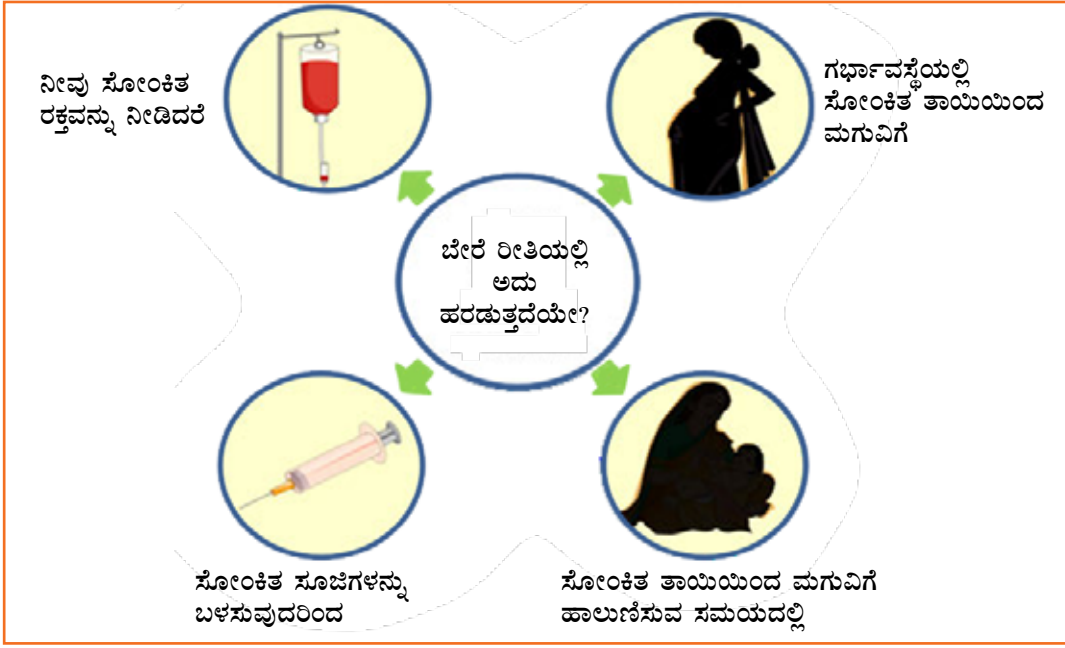 ನೀವು ಸೋಂಕಿತ
ರಕ್ತವನ್ನು ನೀಡಿದರೆ
ಗರ್ಭಾವಸ್ಥೆಯಲ್ಲಿ
ಸೋಂಕಿತ ತಾಯಿಯಿಂದ
ಮಗುವಿಗೆ
ಬೇರೆ ರೀತಿಯಲ್ಲಿ
ಅದು
ಹರಡುತ್ತದೆಯೇ?
ಸೋಂಕಿತ ಸೂಜಿಗಳನ್ನು
ಬಳಸುವುದರಿಂದ
ಸೋಂಕಿತ ತಾಯಿಯಿಂದ ಮಗುವಿಗೆ
ಹಾಲುಣಿಸುವ ಸಮಯದಲ್ಲಿ